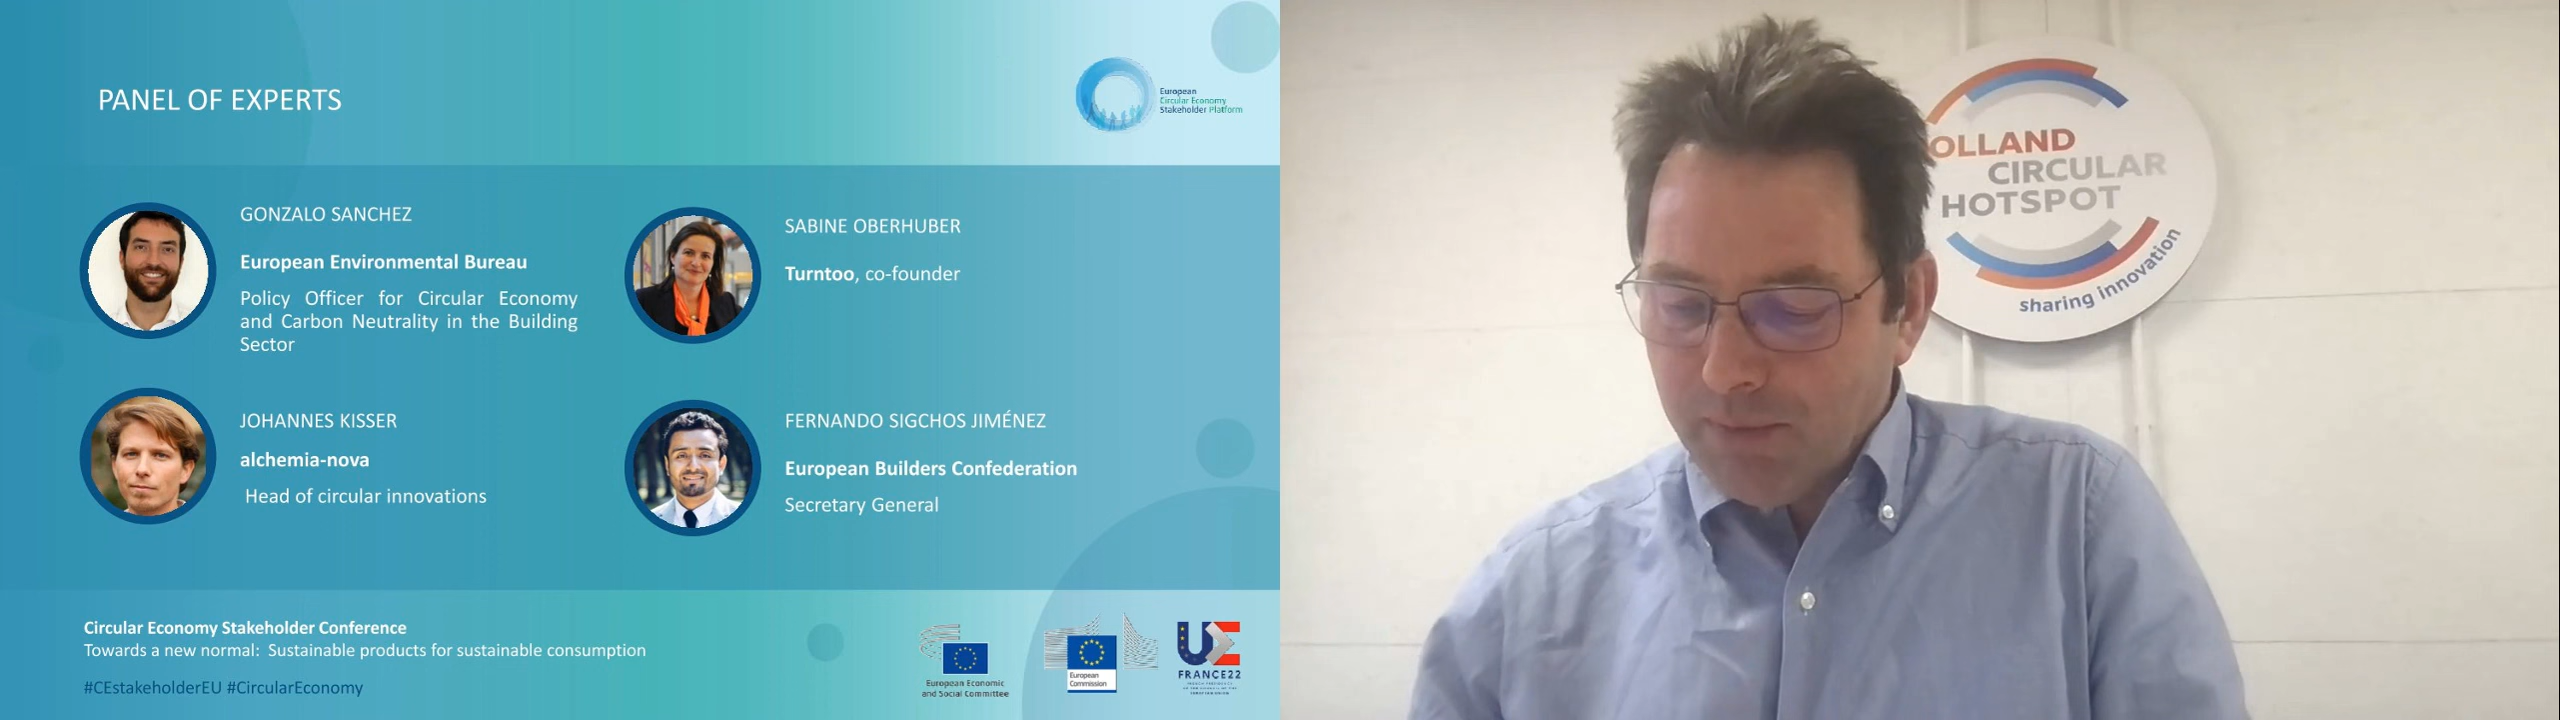 PANEL OF EXPERTS
European
Circular Economy
Stakeholder Platform
GONZALO SANCHEZ
European Environmental Bureau
Policy Officer for Circular Economy
and Carbon Neutrality in the Building
Sector
SABINE OBERHUBER
Turntoo, co-founder
JOHANNES KISSER
alchemia-nova
Head of circular innovations
FERNANDO SIGCHOS JIMÉNEZ
European Builders Confederation
Secretary General
Circular Economy Stakeholder Conference
Towards a new normal: Sustainable products for sustainable consumption
#CEstakeholderEU #CircularEconomy
European Economic
and Social Committee
European
Commission
UE
FRANCE22
OLLAND
CIRCULAR
HOTSPOT
sharing innovation